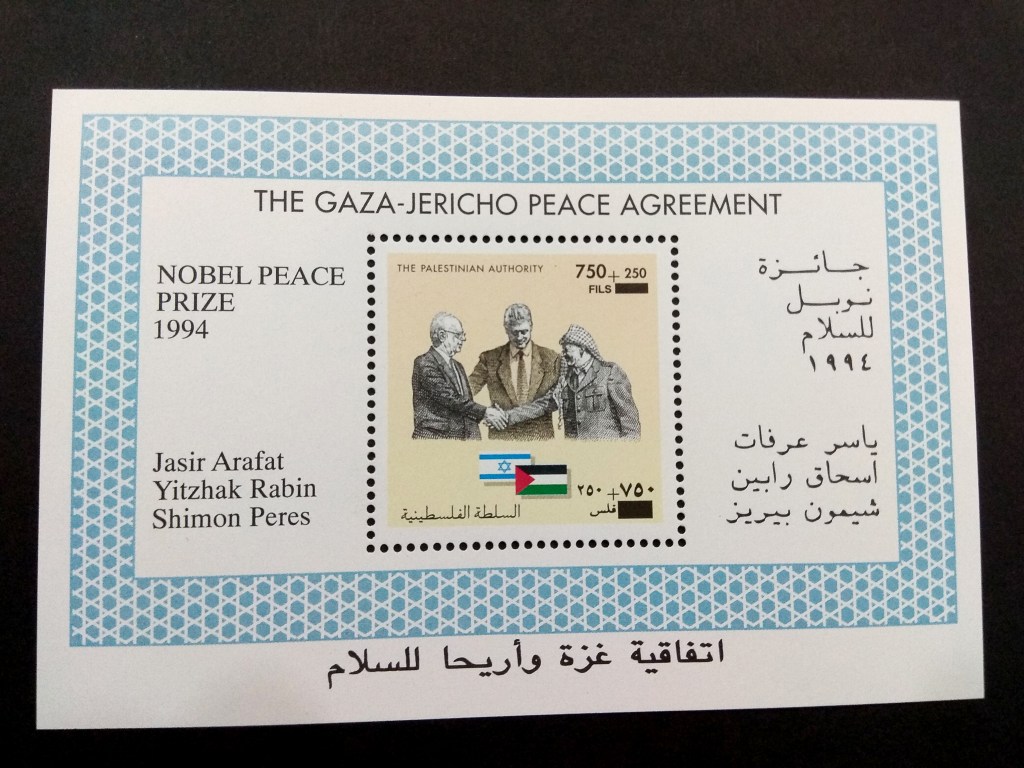 THE GAZA-JERICHO PEACE AGREEMENT
NOBEL PEACE
PRIZE
1994
Jasir Arafat
Yitzhak Rabin
Shimon Peres
THE PALESTINIAN AUTHORITY
750 + 250
FILS
٢٥٠ + ٧٥٠
فلس
السلطة الفلسطينية
جائزة
نوبل
للسلام
١٩٩٤
ياسر عرفات
اسحاق رابين
شيمون بيريز
اتفاقية غزة وأريحا للسلام